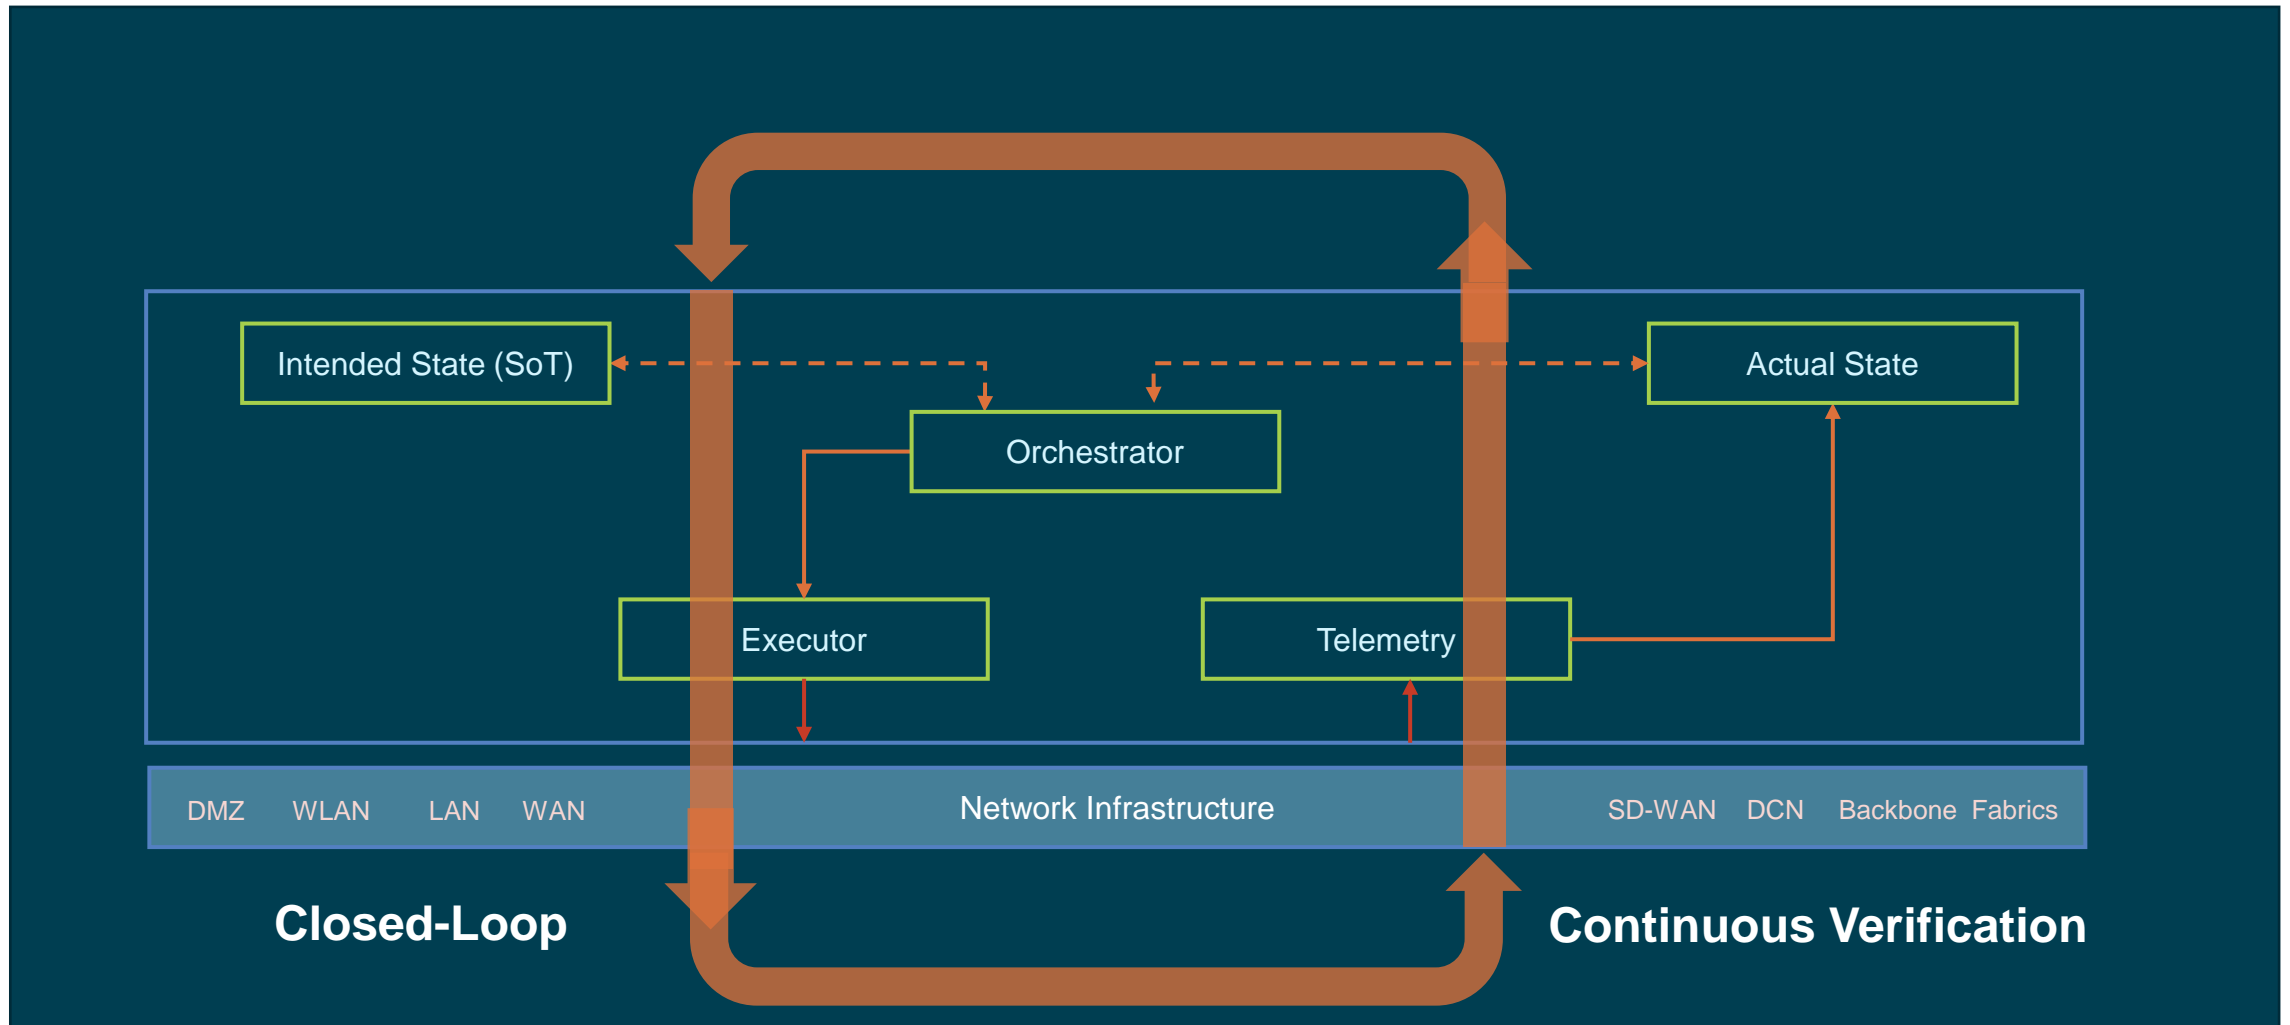 Intended State (SoT)
Actual State
Orchestrator
Executor
Telemetry
DMZ WLAN LAN WAN Network Infrastructure SD-WAN DCN Backbone Fabrics
Closed-Loop
Continuous Verification